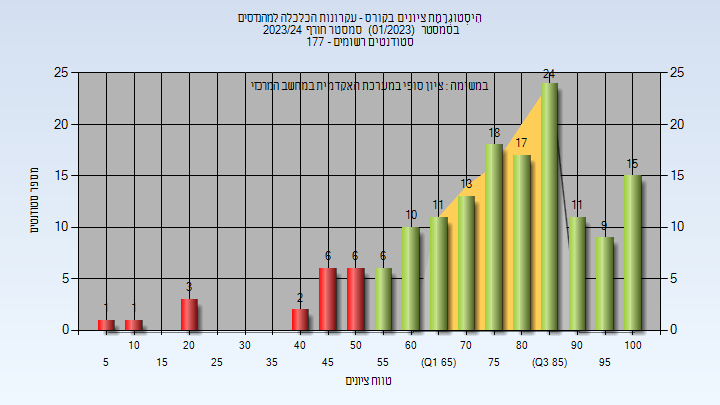 היסטוגרמת ציונים בקורס - עקרונות הכלכלה למהנדסים
בסמסטר (01/2023) סמסטר חורף 2023/24
סטודנטים רשומים - 177
במשימה : ציון סופי במערכת האקדמית במחשב המרכזי
מספר סטודנטים
25 25
20 20
15 15
10 10
5 5
0 0
1 1 3 2 6 6 6 10 11 13 18 17 24 11 9 15
10 20 30 40 50 60 70 80 90 100
5 15 25 35 45 55 (Q1 65) 75 (Q3 85) 95
טווח ציונים